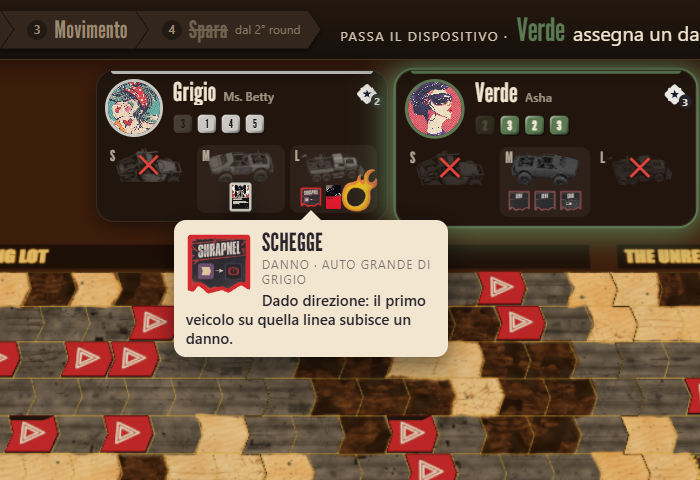 3 Movimento
4 Sparo dal 2° round
PASSA IL DISPOSITIVO · Verde assegna un da
Grigio Ms. Betty
2
3 1 4 5
S M L
Verde Asha
3
2 3 2 3
S M L
SHRAPNEL
SCHEGGE
DANNO · AUTO GRANDE DI
GRIGIO
Dado direzione: il primo
veicolo su quella linea subisce un
danno.
G LOT
THE UNRE